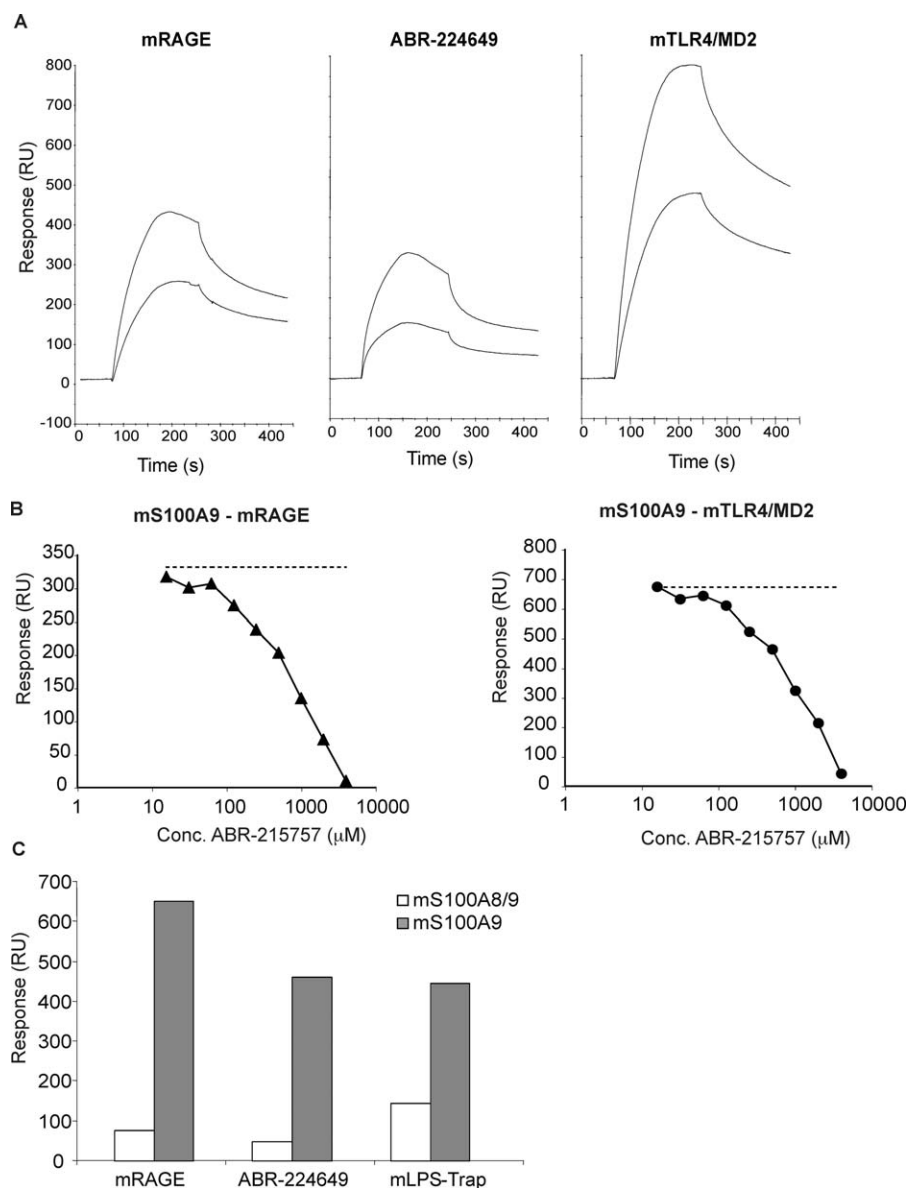 A
mRAGE ABR-224649 mTLR4/MD2
Response (RU)
800
700
600
500
400
300
200
100
0
-100
0 100 200 300 400
0 100 200 300 400
0 100 200 300 400
Time (s) Time (s) Time (s)
B
mS100A9 - mRAGE
Response (RU)
350
300
250
200
150
100
50
0
1 10 100 1000 10000
Conc. ABR-215757 (μM)
mS100A9 - mTLR4/MD2
Response (RU)
800
700
600
500
400
300
200
100
0
1 10 100 1000 10000
Conc. ABR-215757 (μM)
C
Response (RU)
700
600
500
400
300
200
100
0
mS100A8/9
mS100A9
mRAGE ABR-224649 mLPS-Trap